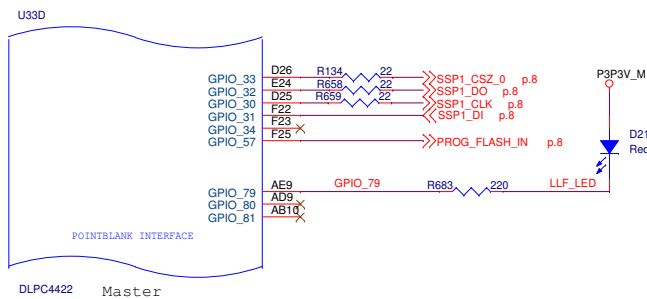 U33D
GPIO_33 D26 R134 22 SSP1_CSZ_0 p.8
GPIO_32 E24 R658 22 SSP1_DO p.8
GPIO_30 D25 R659 22 SSP1_CLK p.8
GPIO_31 F22 SSP1_DI p.8
GPIO_34 F23
GPIO_57 F25 PROG_FLASH_IN p.8
P3P3V_M
D21
Red
GPIO_79 AE9 GPIO_79 R683 220 LLF_LED
GPIO_80 AD9
GPIO_81 AB10
POINTBLANK INTERFACE
DLPC4422 Master